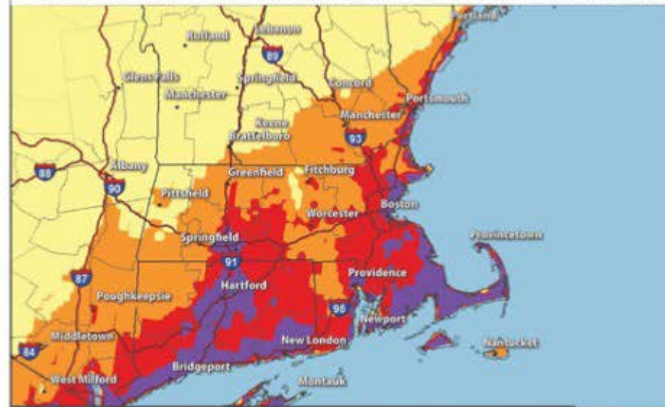 Portland
Lebanon
Rutland
89
Glens Falls
Springfield
Concord
Manchester
Portsmouth
Manchester
Keene
Brattleboro
93
Albany
88
90
Greenfield
Fitchburg
Pittsfield
Boston
Worcester
Springfield
Provincetown
91
87
Providence
Hartford
Poughkeepsie
95
Newport
Middletown
New London
Nantucket
84
Bridgeport
West Milford
Montauk